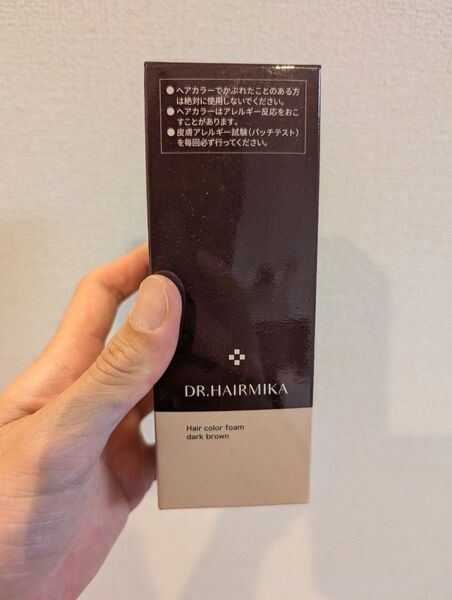 ●ヘアカラーでかぶれたことのある方
は絶対に使用しないでください。
●ヘアカラーはアレルギー反応をおこ
すことがあります。
●皮膚アレルギー試験(パッチテスト)
を毎回必ず行ってください。
DR.HAIRMIKA
Hair color foam
dark brown